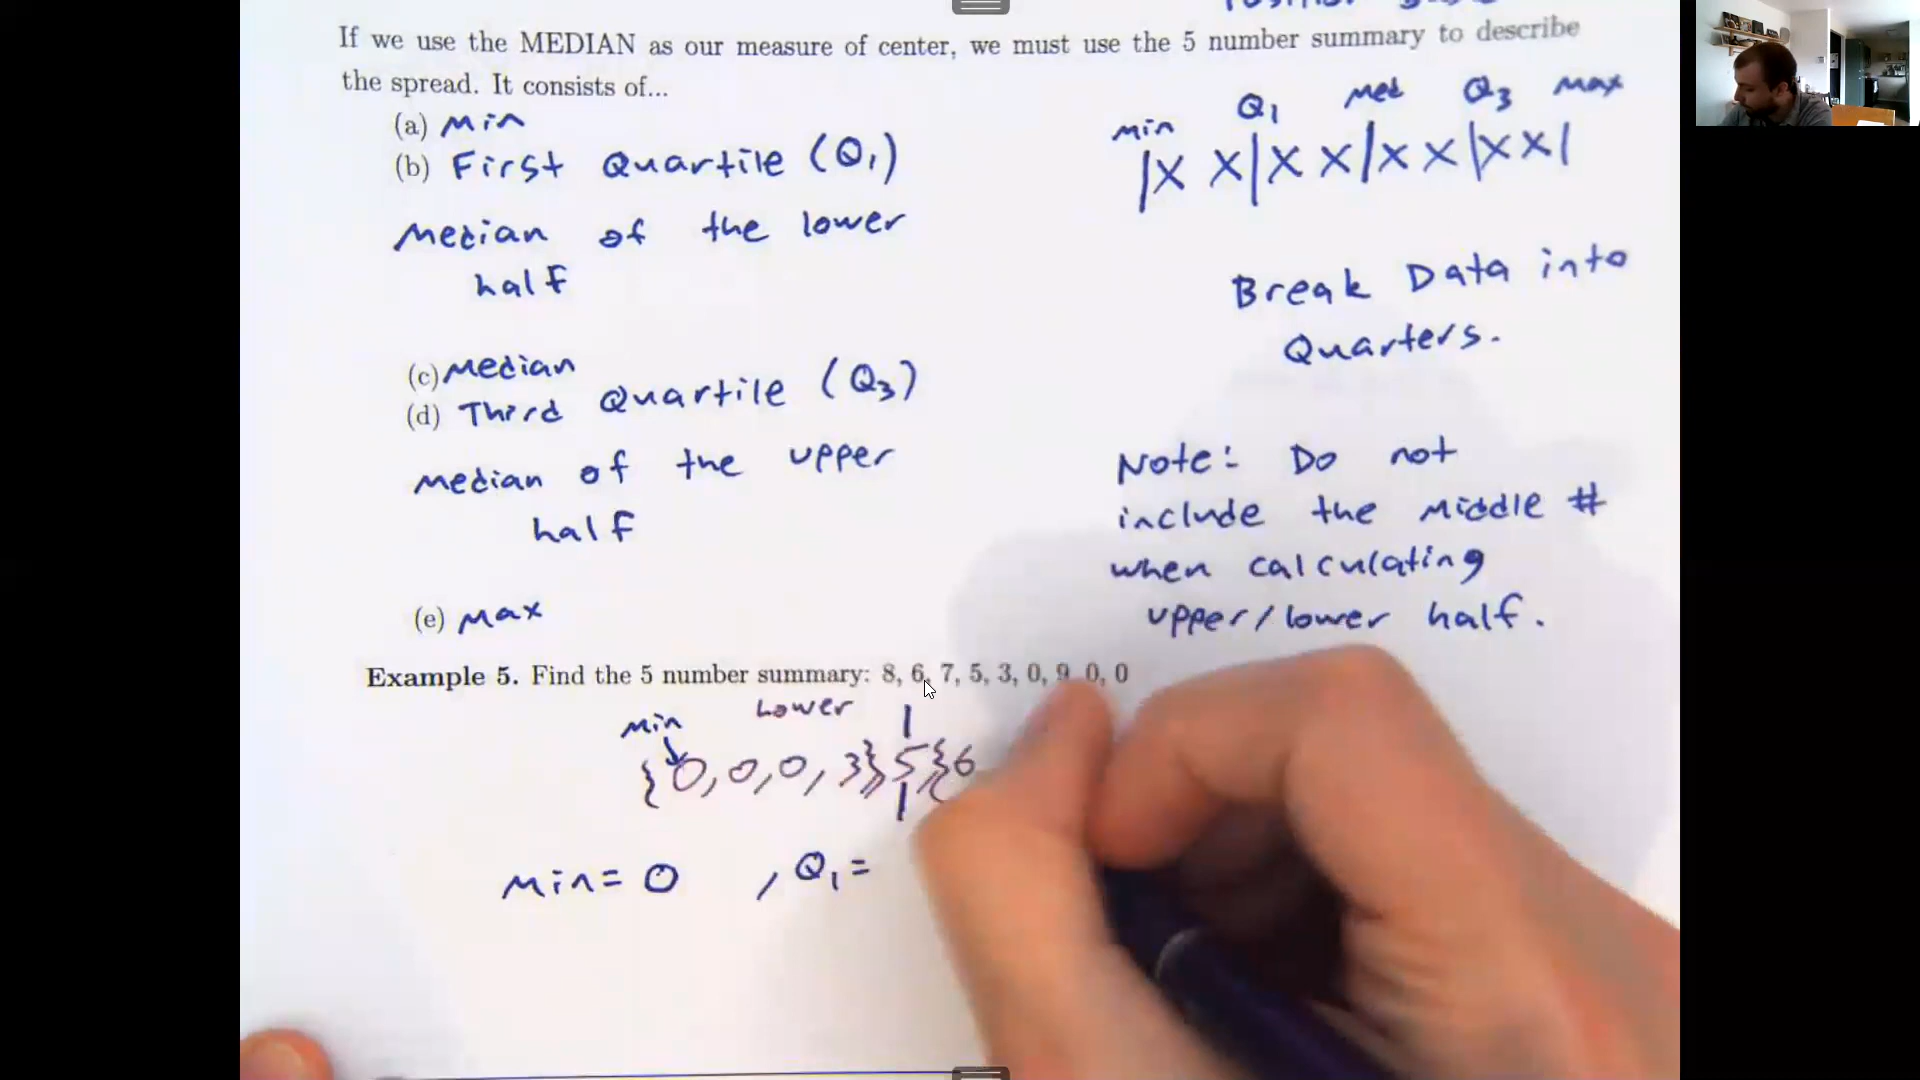 If we use the MEDIAN as our measure of center, we must use the 5 number summary to describe
the spread. It consists of...
(a) Min
(b) First Quartile (Q₁)
Median of the lower
half
(c) Median
(d) Third Quartile (Q₃)
Median of the upper
half
(e) Max
min Q₁ Med Q₃ Max
|X X|X X|X X|X X|
Break Data into
Quarters.
Note: Do not
include the middle #
when calculating
upper/lower half.
Example 5. Find the 5 number summary: 8, 6, 7, 5, 3, 0, 9, 0, 0
Min Lower
{0, 0, 0, 3} 5, {6
Min = 0 , Q₁ =